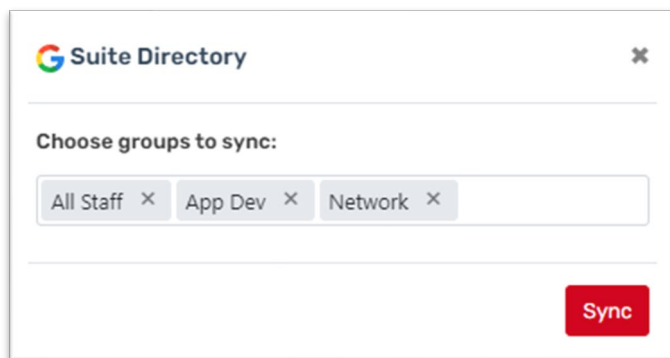 G Suite Directory ×
Choose groups to sync:
All Staff × App Dev × Network ×
Sync